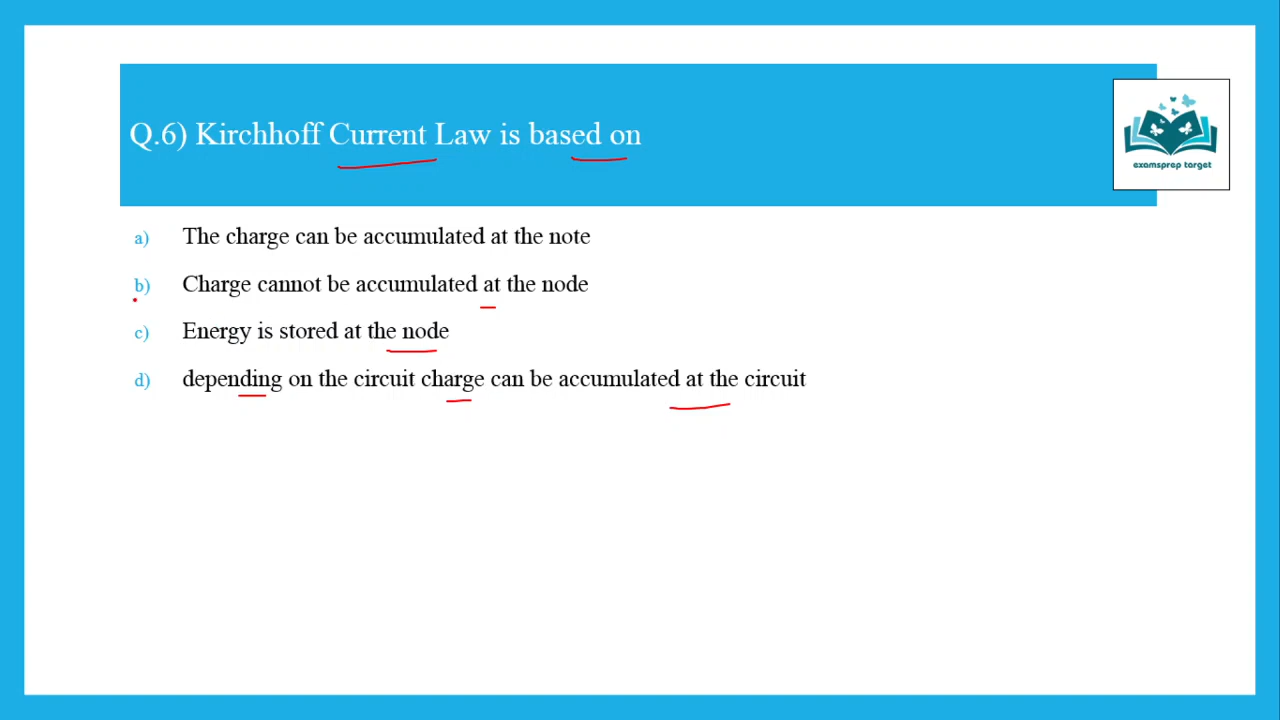 Q.6) Kirchhoff Current Law is based on
examsprep target
a) The charge can be accumulated at the note
b) Charge cannot be accumulated at the node
c) Energy is stored at the node
d) depending on the circuit charge can be accumulated at the circuit